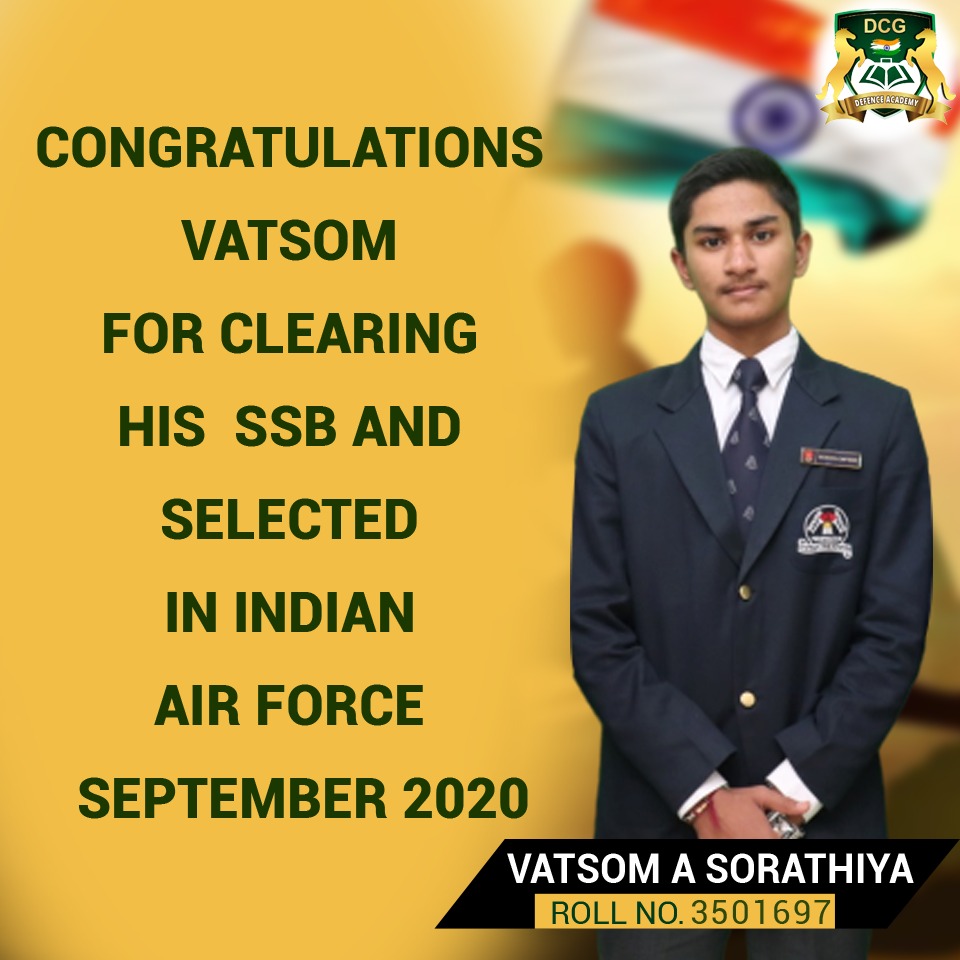 DCG
DEFENCE ACADEMY
CONGRATULATIONS
VATSOM
FOR CLEARING
HIS SSB AND
SELECTED
IN INDIAN
AIR FORCE
SEPTEMBER 2020
VATSOM A SORATHIYA
ROLL NO. 3501697